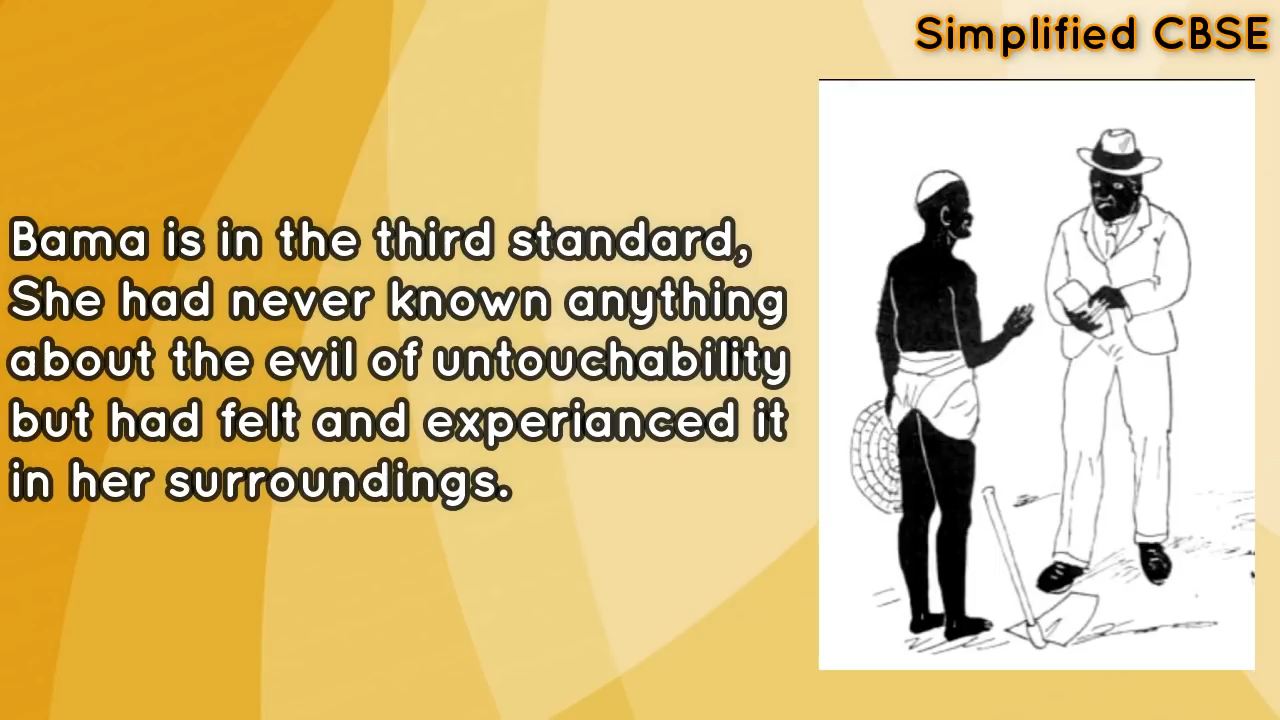 Simplified CBSE
Bama is in the third standard,
She had never known anything
about the evil of untouchability
but had felt and experianced it
in her surroundings.